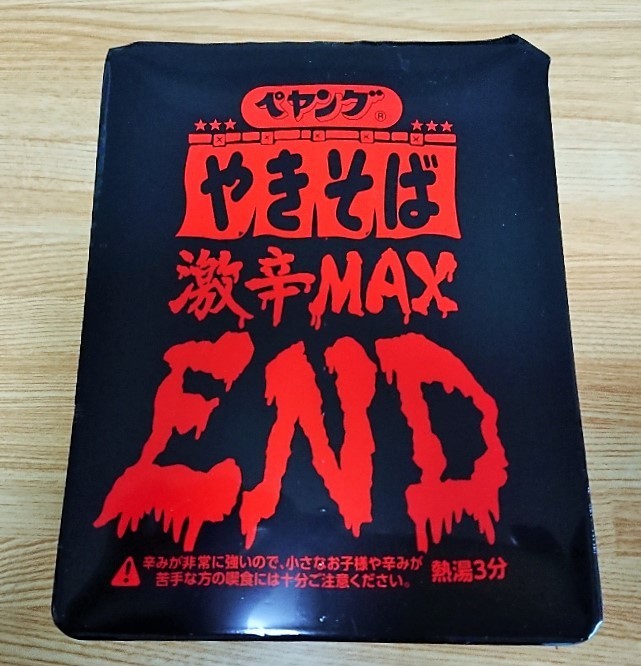 ペヤング®
やきそば
激辛MAX
END
辛みが非常に強いので、小さなお子様や辛みが
苦手な方の喫食には十分ご注意ください。
熱湯3分